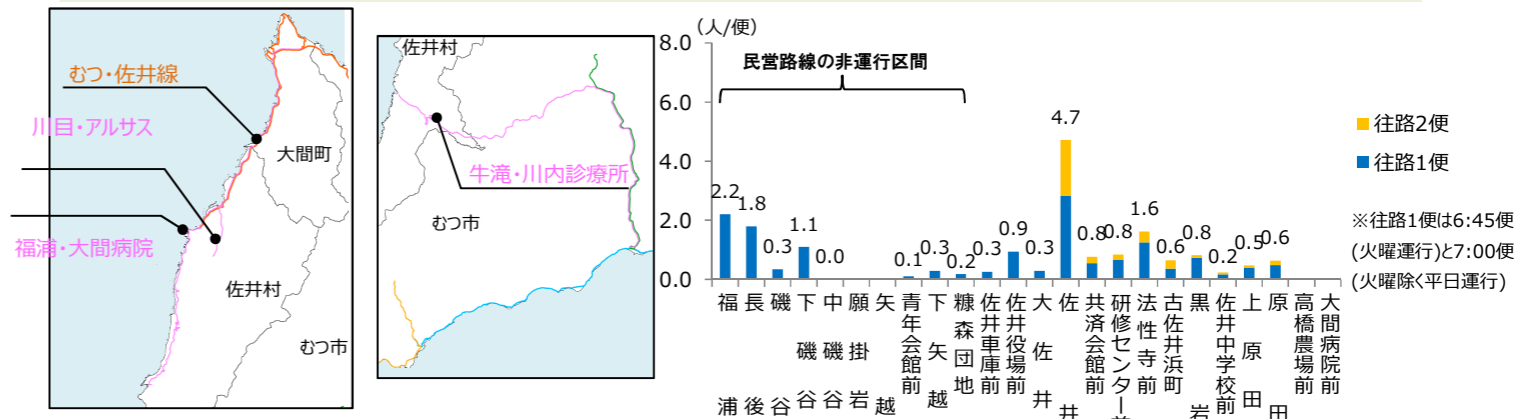 むつ・佐井線
川目・アルサス
大間町
福浦・大間病院
佐井村
むつ市
佐井村
牛滝・川内診療所
むつ市
(人/便)
8.0
6.0
4.0
2.0
0.0
民営路線の非運行区間
2.2
1.8
0.3
1.1
0.0
0.1
0.3
0.2
0.3
0.9
0.3
4.7
0.8
0.8
1.6
0.6
0.8
0.2
0.5
0.6
福浦
長後
磯谷
下磯谷
中磯谷
願掛岩
矢越
青年会館前
下矢越
糠森団地
佐井車庫前
佐井役場前
大佐井
佐井
共済会館前
研修センター前
法性寺前
古佐井浜町
黒岩
佐井中学校前
上原田
原田
高橋農場前
大間病院前
往路2便
往路1便
※往路1便は6:45便
(火曜運行)と7:00便
(火曜除く平日運行)